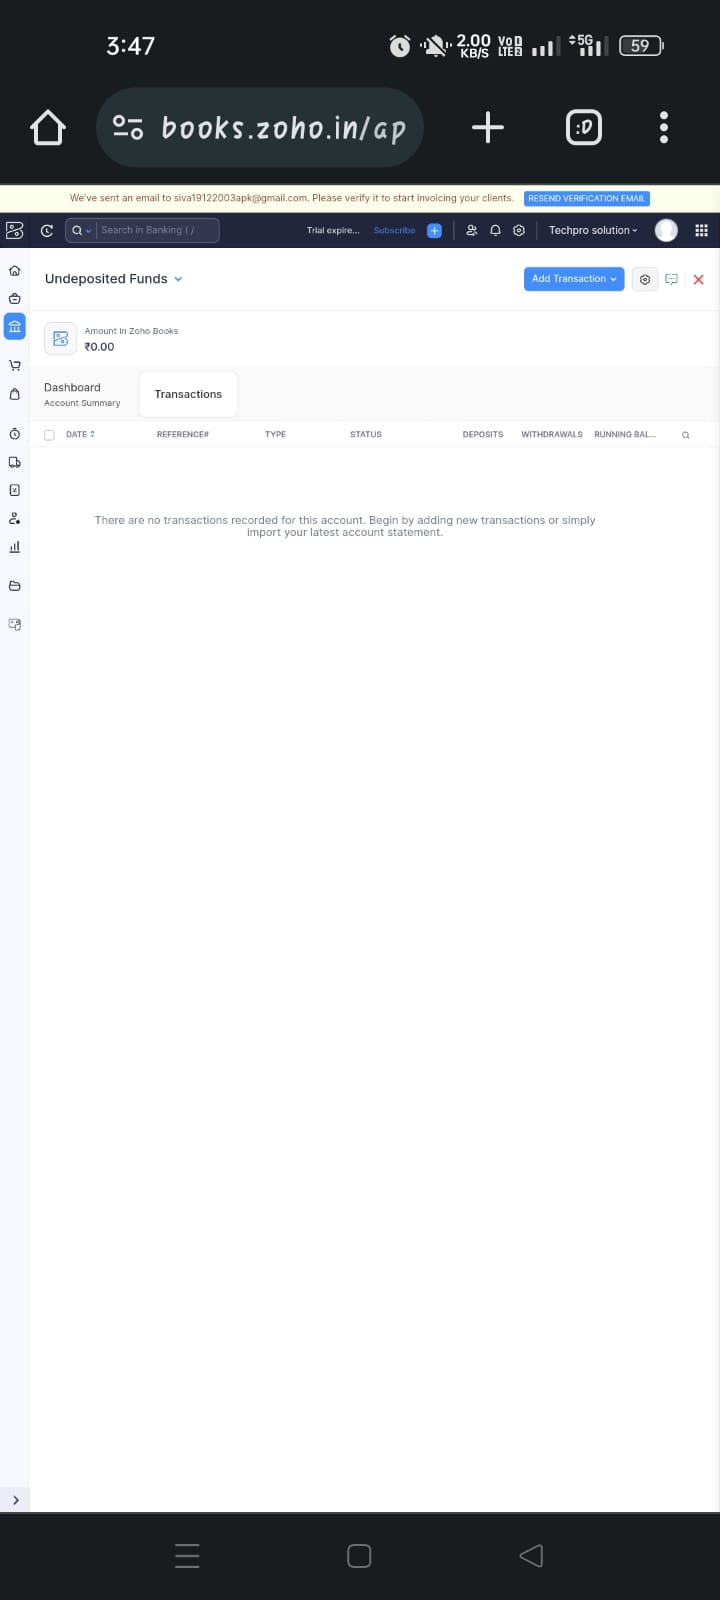 3:47
2.00
KB/S
VoD
LTE2
5G
59
:D
books.zoho.in/ap
We've sent an email to siva19122003apk@gmail.com. Please verify it to start invoicing your clients. RESEND VERIFICATION EMAIL
Search in Banking ( /
Trial expire... Subscribe
Techpro solution
Undeposited Funds
Add Transaction
Amount In Zoho Books
₹0.00
Dashboard
Account Summary
Transactions
DATE REFERENCE# TYPE STATUS DEPOSITS WITHDRAWALS RUNNING BAL...
There are no transactions recorded for this account. Begin by adding new transactions or simply
import your latest account statement.